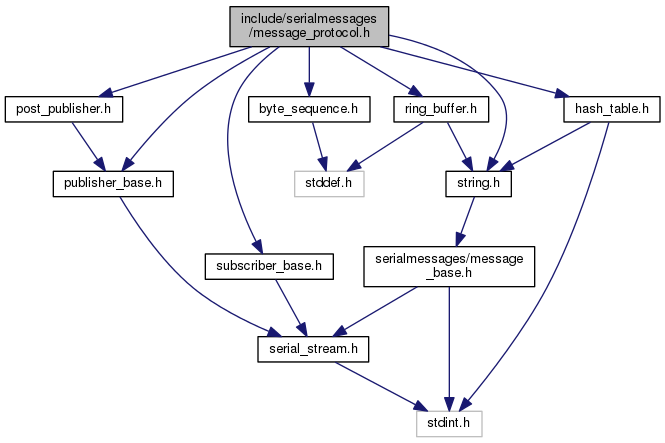 include/serialmessages
/message_protocol.h
post_publisher.h
byte_sequence.h
ring_buffer.h
hash_table.h
publisher_base.h
stddef.h
string.h
subscriber_base.h
serialmessages/message
_base.h
serial_stream.h
stdint.h